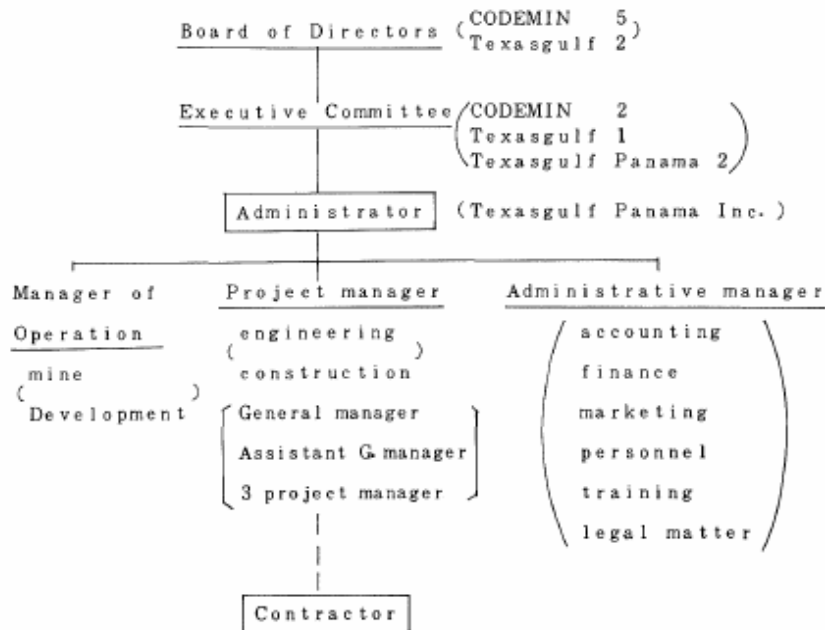 Board of Directors (CODEMIN 5
Texasgulf 2)
Executive Committee (CODEMIN 2
Texasgulf 1
Texasgulf Panama 2)
Administrator (Texasgulf Panama Inc.)
Manager of
Operation
(mine
Development)
Project manager
(engineering
construction)
General manager
Assistant G. manager
3 project manager
Contractor
Administrative manager
(accounting
finance
marketing
personnel
training
legal matter)